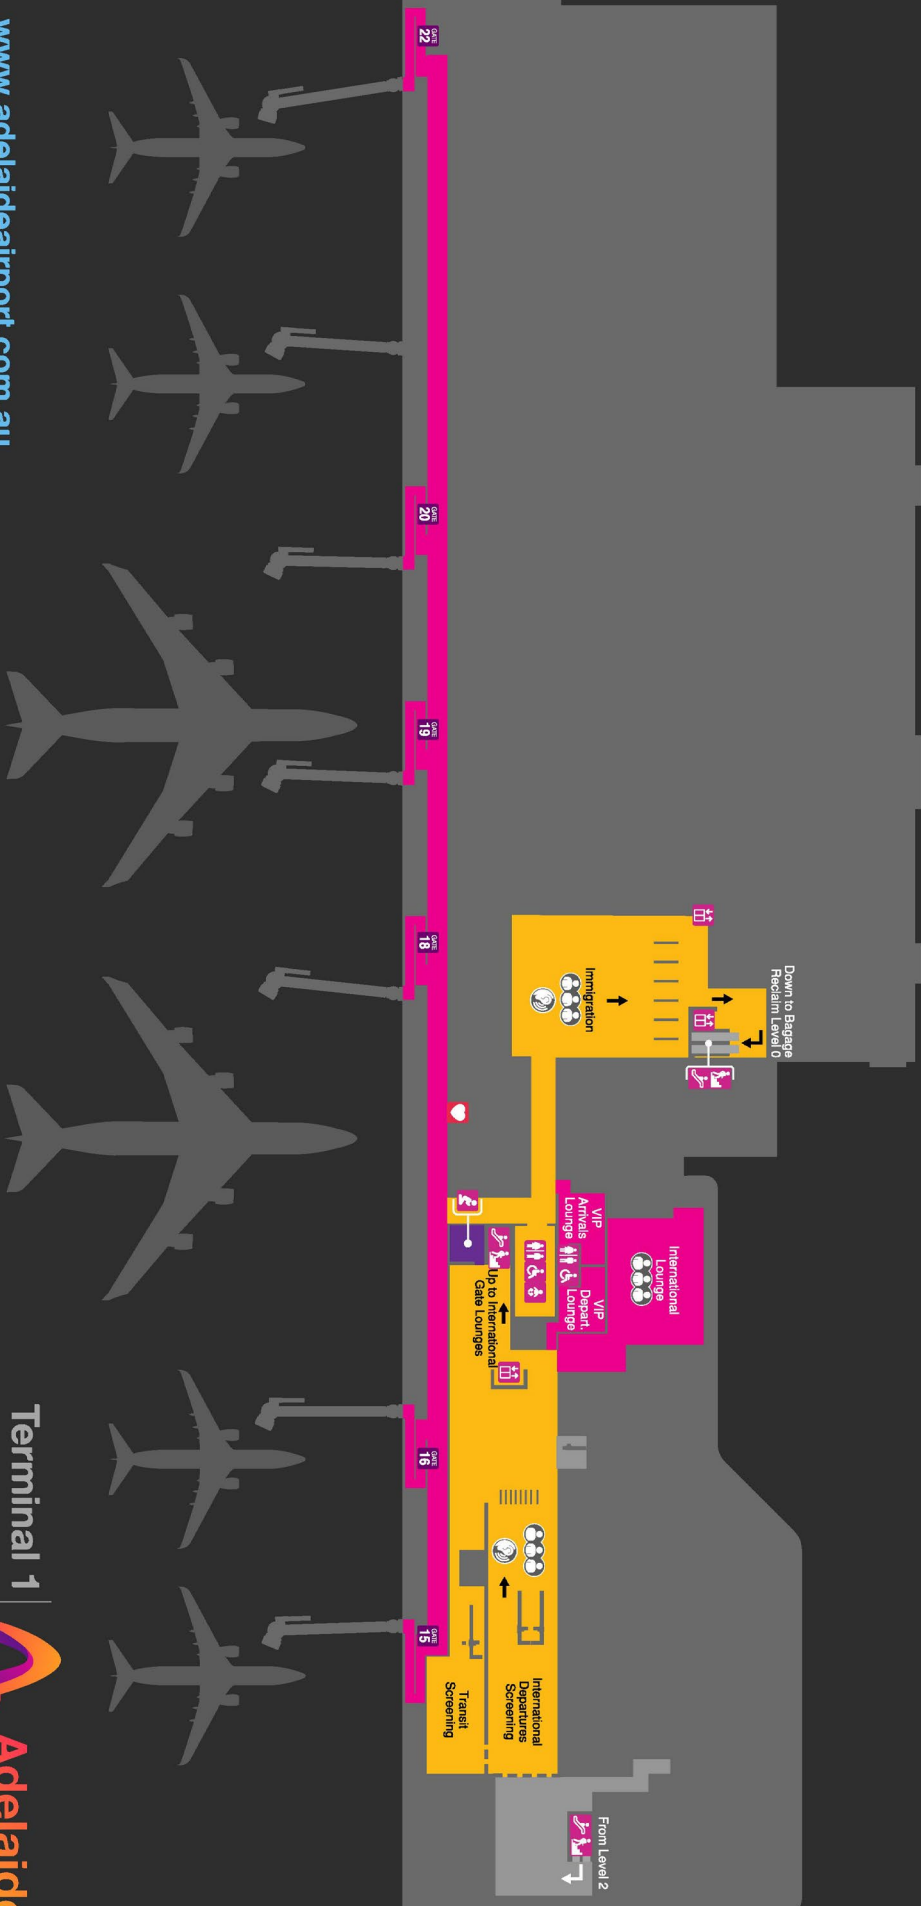 www.adelaideairport.com.au
GATE
22
GATE
20
GATE
19
GATE
18
GATE
16
GATE
15
Down to Bagage
Reclaim Level 0
Immigration
VIP
Arrivals
Lounge
VIP
Depart.
Lounge
International
Lounge
Up to International
Gate Lounges
International
Departures
Screening
Transit
Screening
From Level 2
Terminal 1
Adelaide